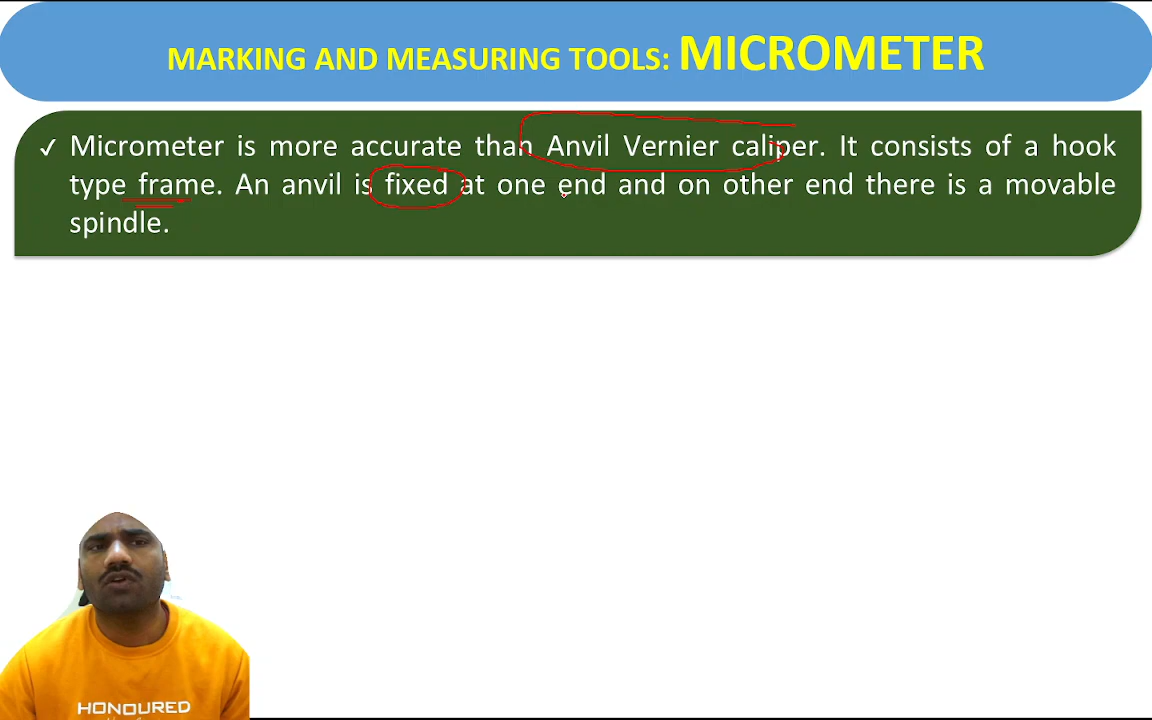 MARKING AND MEASURING TOOLS: MICROMETER
✓ Micrometer is more accurate than Anvil Vernier caliper. It consists of a hook
type frame. An anvil is fixed at one end and on other end there is a movable
spindle.
HONOURED